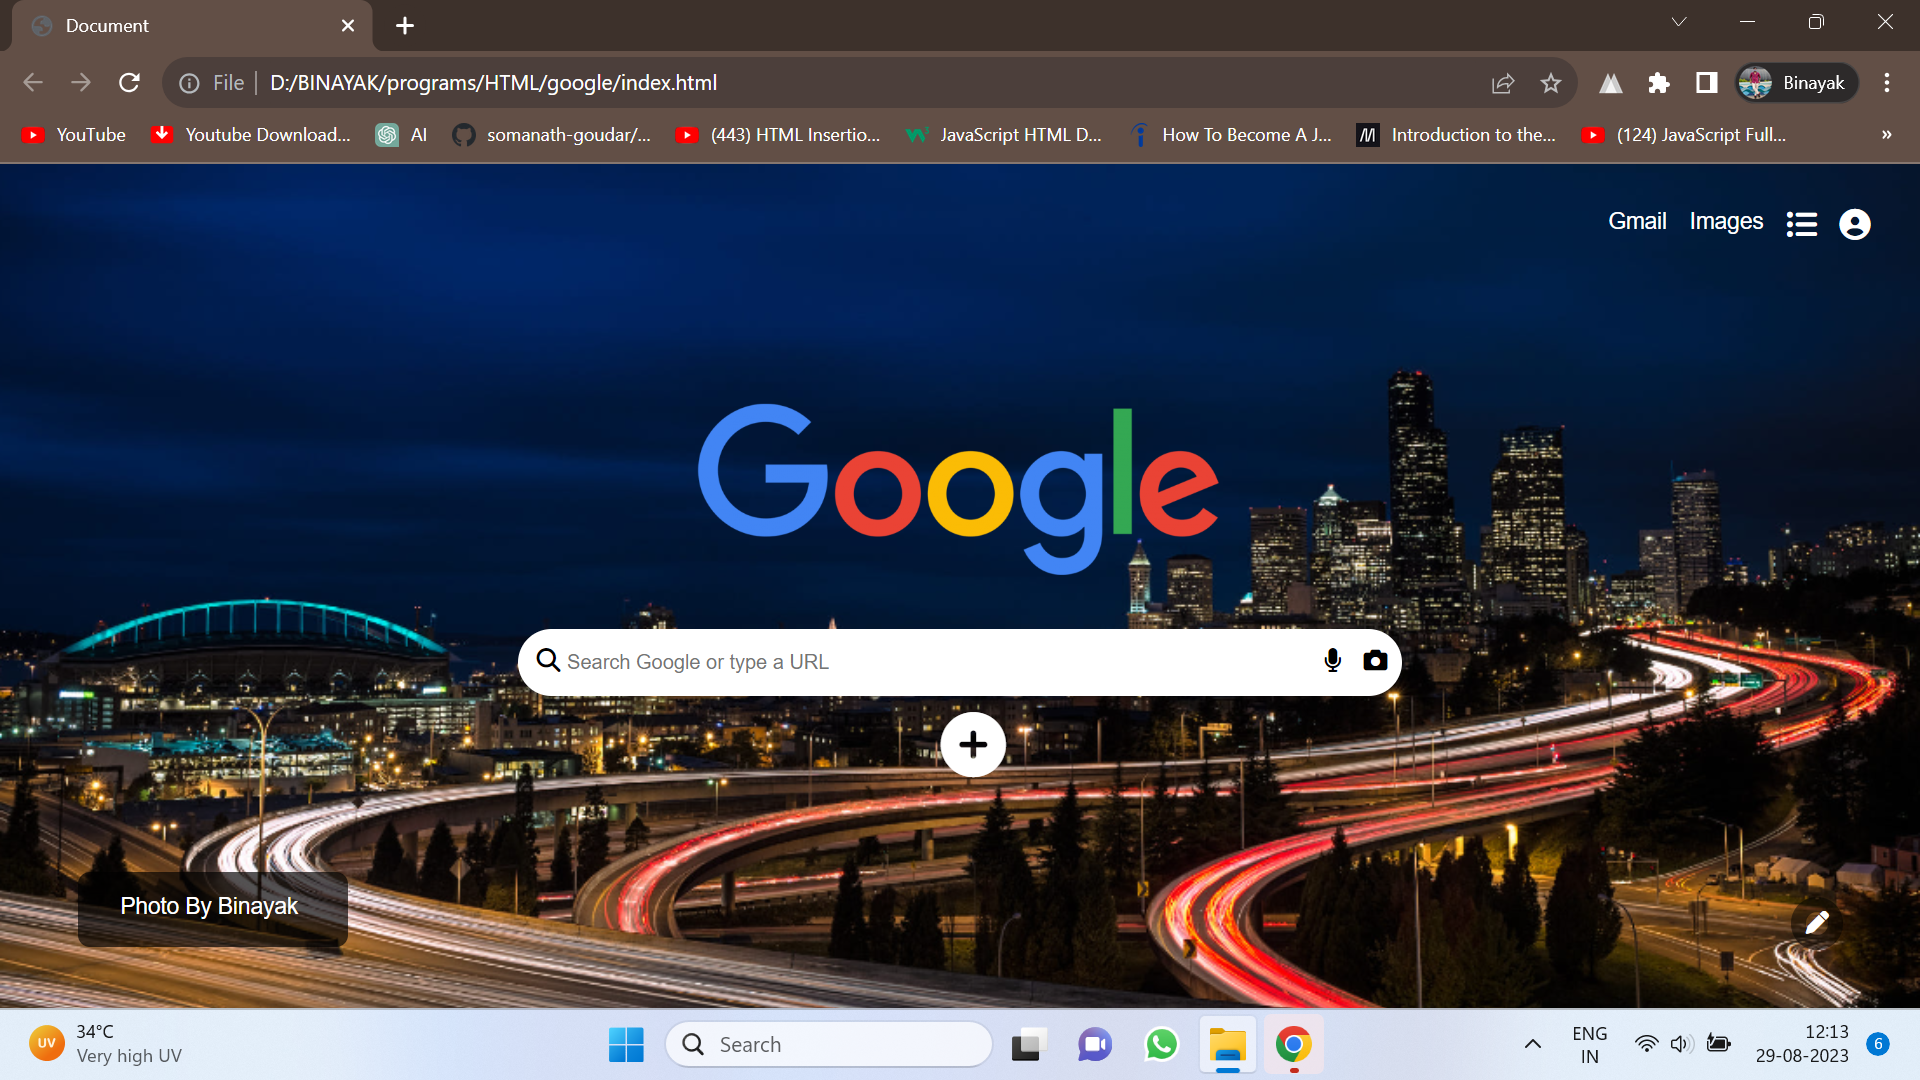 Document
File
D:/BINAYAK/programs/HTML/google/index.html
Binayak
YouTube
Youtube Download...
AI
somanath-goudar/...
(443) HTML Insertio...
JavaScript HTML D...
How To Become A J...
Introduction to the...
(124) JavaScript Full...
»
Gmail Images
Google
Search Google or type a URL
Photo By Binayak
UV
34°C
Very high UV
Search
ENG
IN
12:13
29-08-2023
6